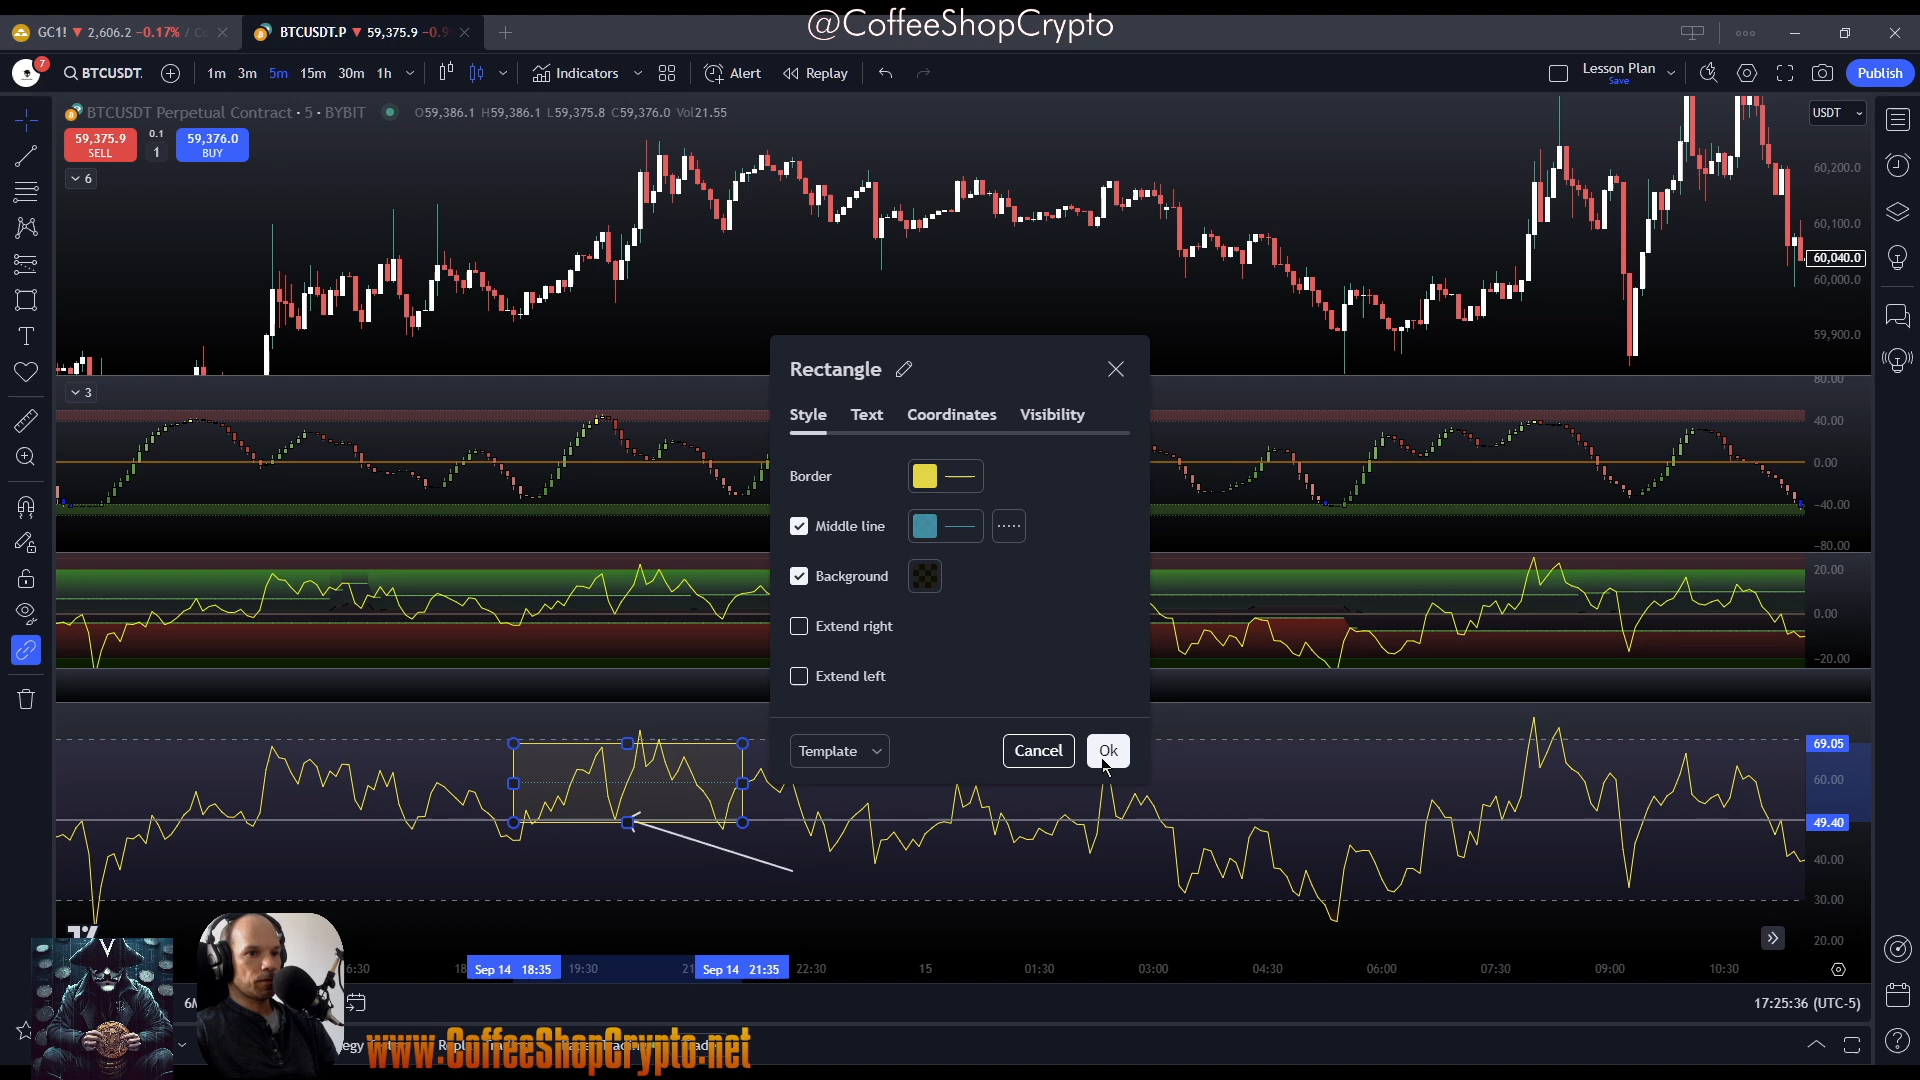 @CoffeeShopCrypto
GC1! ▼ 2,606.2 -0.17% /
BTCUSDT.P ▼ 59,375.9 -0.9
7
BTCUSDT.
1m 3m 5m 15m 30m 1h
Indicators
Alert
Replay
Lesson Plan
Save
Publish
BTCUSDT Perpetual Contract · 5 · BYBIT
O59,386.1 H59,386.1 L59,375.8 C59,376.0 Vol21.55
USDT
59,375.9
SELL
0.1
1
59,376.0
BUY
6
60,200.0
60,100.0
60,040.0
60,000.0
59,900.0
3
80.00
40.00
0.00
−40.00
−80.00
20.00
0.00
−20.00
Rectangle
Style Text Coordinates Visibility
Border
Middle line
Background
Extend right
Extend left
Template
Cancel
Ok
69.05
60.00
49.40
40.00
30.00
20.00
6:30
18
Sep 14 18:35
19:30
21
Sep 14 21:35
22:30
15
01:30
03:00
04:30
06:00
07:30
09:00
10:30
17:25:36 (UTC-5)
www.CoffeeShopCrypto.net